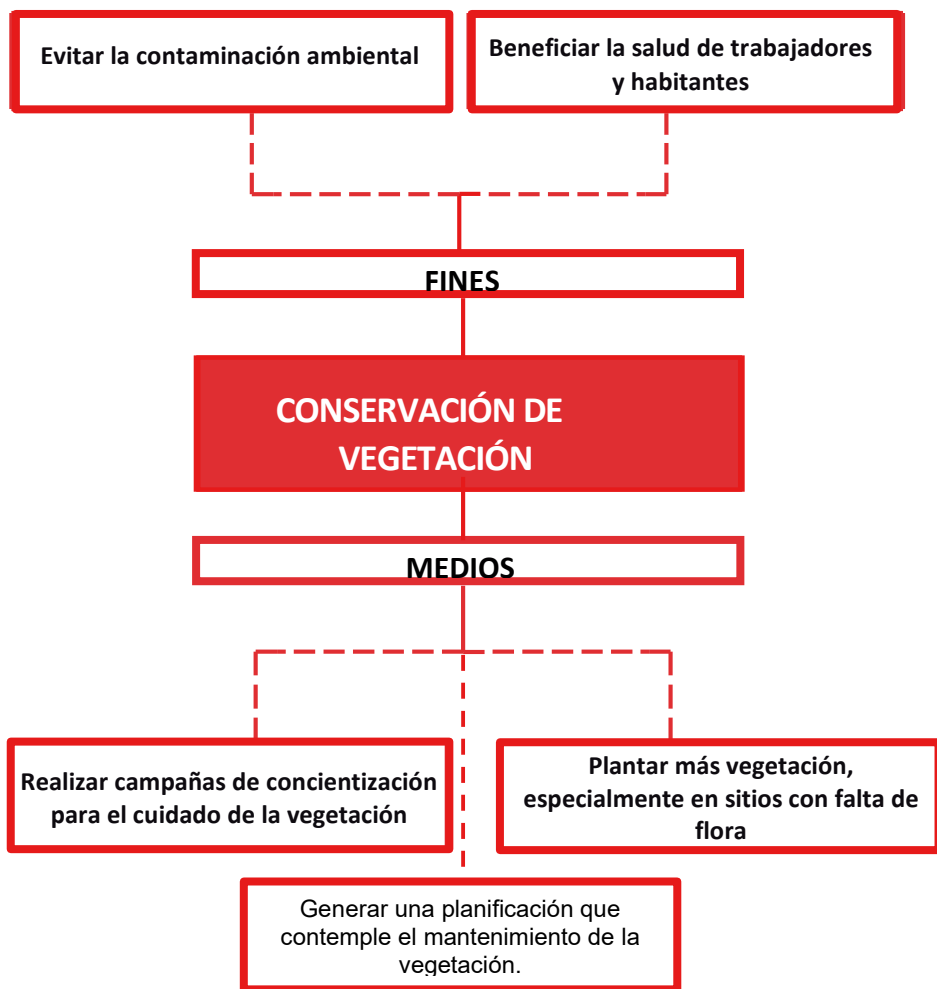 Evitar la contaminación ambiental
Beneficiar la salud de trabajadores
y habitantes
FINES
CONSERVACIÓN DE
VEGETACIÓN
MEDIOS
Realizar campañas de concientización
para el cuidado de la vegetación
Plantar más vegetación,
especialmente en sitios con falta de
flora
Generar una planificación que
contemple el mantenimiento de la
vegetación.